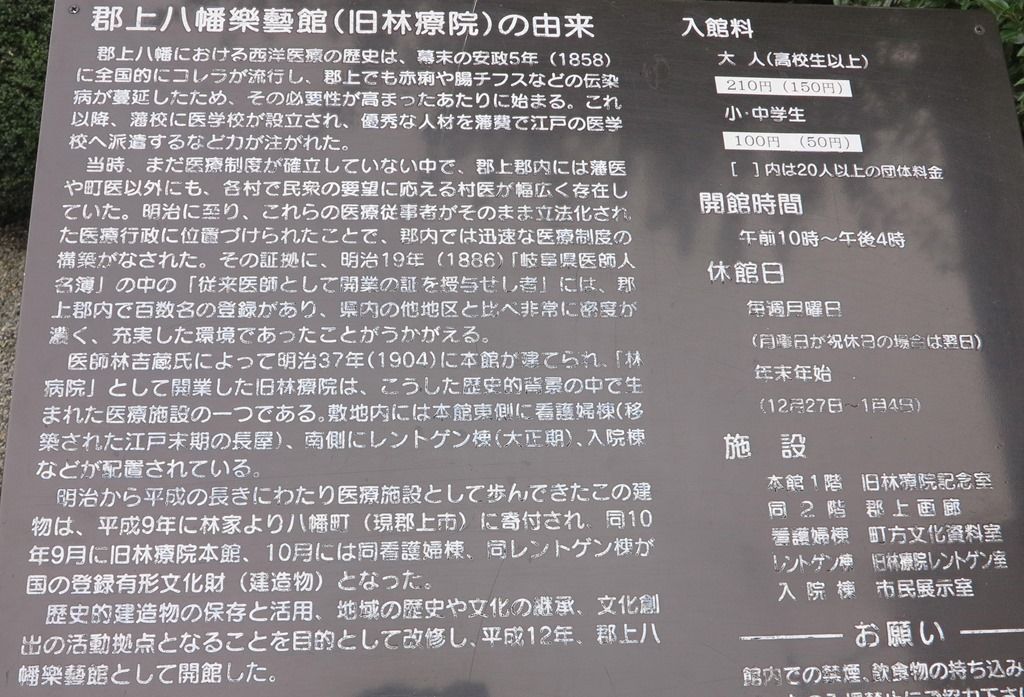 郡上八幡樂藝館(旧林療院)の由来
郡上八幡における西洋医療の歴史は、幕末の安政5年（1858）
に全国的にコレラが流行し、郡上でも赤痢や腸チフスなどの伝染
病が蔓延したため、その必要性が高まったあたりに始まる。これ
以降、藩校に医学校が設立され、優秀な人材を藩費で江戸の医学
校へ派遣するなど力が注がれた。
当時、まだ医療制度が確立していない中で、郡上郡内には藩医
や町医以外にも、各村で民衆の要望に応える村医が幅広く存在し
ていた。明治に至り、これらの医療従事者がそのまま立法化され
た医療行政に位置づけられたことで、郡内では迅速な医療制度の
構築がなされた。その証拠に、明治19年（1886）「岐阜県医師人
名簿」の中の「従来医師として開業の証を授与せし者」には、郡
上郡内で百数名の登録があり、県内の他地区と比べ非常に密度が
濃く、充実した環境であったことがうかがえる。
医師林吉蔵氏によって明治37年(1904)に本館が建てられ、「林
病院」として開業した旧林療院は、こうした歴史的背景の中で生
まれた医療施設の一つである。敷地内には本館東側に看護婦棟(移
築された江戸末期の長屋)、南側にレントゲン棟(大正期)、入院棟
などが配置されている。
明治から平成の長きにわたり医療施設として歩んできたこの建
物は、平成9年に林家より八幡町（現郡上市）に寄付され、同10
年9月に旧林療院本館、10月には同看護婦棟、同レントゲン棟が
国の登録有形文化財（建造物）となった。
歴史的建造物の保存と活用、地域の歴史や文化の継承、文化創
出の活動拠点となることを目的として改修し、平成12年、郡上八
幡樂藝館として開館した。
入館料
大 人(高校生以上)
210円（150円）
小・中学生
100円（50円）
[ ]内は20人以上の団体料金
開館時間
午前10時～午後4時
休館日
毎週月曜日
(月曜日が祝休日の場合は翌日)
年末年始
(12月27日～1月4日)
施 設
本館1階 旧林療院記念室
同 2 階 郡上画廊
看護婦棟 町方文化資料室
レントゲン棟 旧林療院レントゲン室
入 院 棟 市民展示室
お願い
館内での禁煙、飲食物の持ち込み